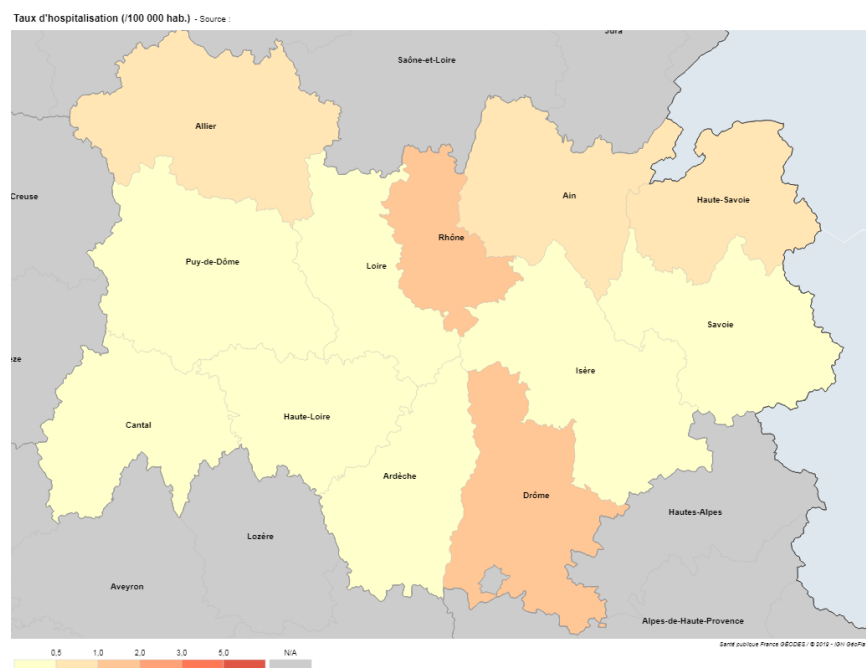 Taux d'hospitalisation (/100 000 hab.) - Source :
Jura
Saône-et-Loire
Allier
Creuse
Ain
Haute-Savoie
Rhône
Puy-de-Dôme
Loire
Savoie
èze
Isère
Haute-Loire
Cantal
Ardèche
Drôme
Hautes-Alpes
Lozère
Aveyron
Alpes-de-Haute-Provence
Santé publique France GÉODES / © 2019 - IGN GéoFla
0,5 1,0 2,0 3,0 5,0 N/A